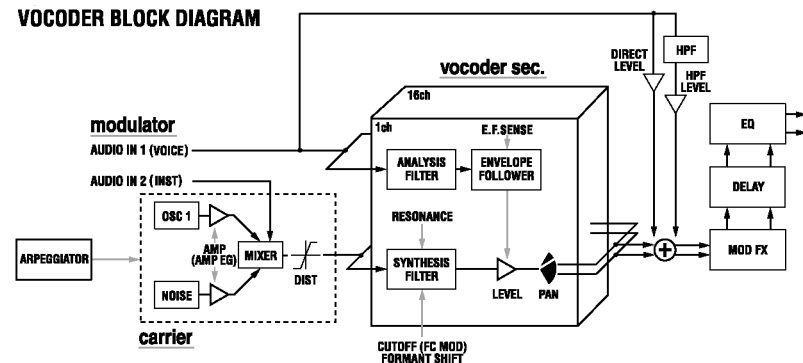 VOCODER BLOCK DIAGRAM
vocoder sec.
DIRECT
LEVEL
HPF
HPF
LEVEL
16ch
1ch
modulator
AUDIO IN 1 (VOICE)
E.F.SENSE
EQ
ANALYSIS
FILTER
ENVELOPE
FOLLOWER
AUDIO IN 2 (INST)
DELAY
OSC 1
RESONANCE
AMP
(AMP EG)
MIXER
ARPEGGIATOR
DIST
SYNTHESIS
FILTER
MOD FX
NOISE
LEVEL
PAN
carrier
CUTOFF (FC MOD)
FORMANT SHIFT